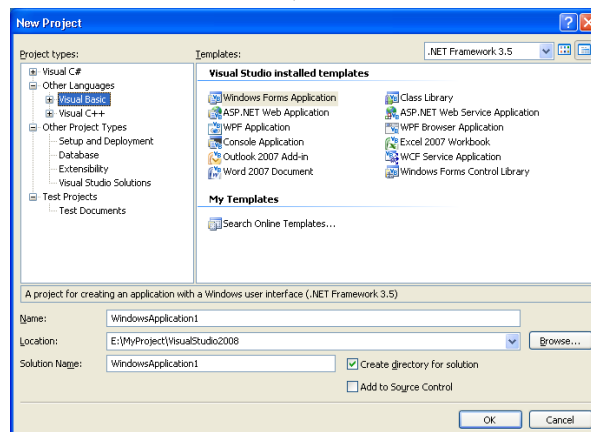 New Project
Project types:
Templates:
.NET Framework 3.5
Visual C#
Other Languages
Visual Basic
Visual C++
Other Project Types
Setup and Deployment
Database
Extensibility
Visual Studio Solutions
Test Projects
Test Documents
Visual Studio installed templates
Windows Forms Application
Class Library
ASP.NET Web Application
ASP.NET Web Service Application
WPF Application
WPF Browser Application
Console Application
Excel 2007 Workbook
Outlook 2007 Add-in
WCF Service Application
Word 2007 Document
Windows Forms Control Library
My Templates
Search Online Templates...
A project for creating an application with a Windows user interface (.NET Framework 3.5)
Name:
WindowsApplication1
Location:
E:\MyProject\VisualStudio2008
Browse...
Solution Name:
WindowsApplication1
Create directory for solution
Add to Source Control
OK
Cancel